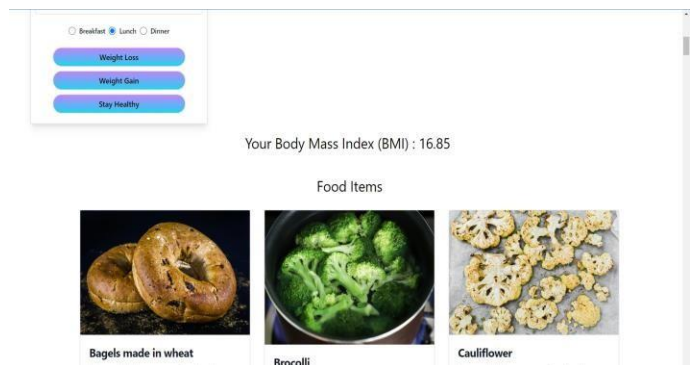 Breakfast Lunch Dinner
Weight Loss
Weight Gain
Stay Healthy
Your Body Mass Index (BMI) : 16.85
Food Items
Bagels made in wheat
Brocolli
Cauliflower